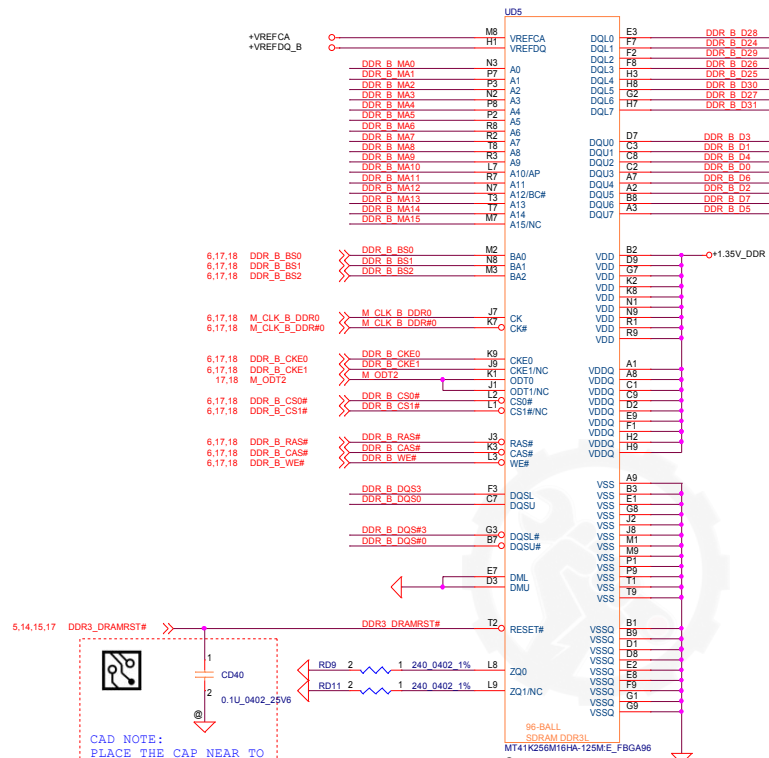 UD5
+VREFCA M8 VREFCA DQL0 E3 DDR_B_D28
+VREFDQ_B H1 VREFDQ DQL1 F7 DDR_B_D24
DQL2 F2 DDR_B_D29
DDR_B_MA0 N3 A0 DQL3 F8 DDR_B_D26
DDR_B_MA1 P7 A1 DQL4 H3 DDR_B_D25
DDR_B_MA2 P3 A2 DQL5 H8 DDR_B_D30
DDR_B_MA3 N2 A3 DQL6 G2 DDR_B_D27
DDR_B_MA4 P8 A4 DQL7 H7 DDR_B_D31
DDR_B_MA5 P2 A5
DDR_B_MA6 R8 A6
DDR_B_MA7 R2 A7 DQU0 D7 DDR_B_D3
DDR_B_MA8 T8 A8 DQU1 C3 DDR_B_D1
DDR_B_MA9 R3 A9 DQU2 C8 DDR_B_D4
DDR_B_MA10 L7 A10/AP DQU3 C2 DDR_B_D0
DDR_B_MA11 R7 A11 DQU4 A7 DDR_B_D6
DDR_B_MA12 N7 A12/BC# DQU5 A2 DDR_B_D2
DDR_B_MA13 T3 A13 DQU6 B8 DDR_B_D7
DDR_B_MA14 T7 A14 DQU7 A3 DDR_B_D5
DDR_B_MA15 M7 A15/NC
6,17,18 DDR_B_BS0 DDR_B_BS0 M2 BA0 VDD B2 +1.35V_DDR
6,17,18 DDR_B_BS1 DDR_B_BS1 N8 BA1 VDD D9
6,17,18 DDR_B_BS2 DDR_B_BS2 M3 BA2 VDD G7
VDD K2
VDD K8
VDD N1
6,17,18 M_CLK_B_DDR0 M_CLK_B_DDR0 J7 CK VDD N9
6,17,18 M_CLK_B_DDR#0 M_CLK_B_DDR#0 K7 CK# VDD R1
VDD R9
6,17,18 DDR_B_CKE0 DDR_B_CKE0 K9 CKE0
6,17,18 DDR_B_CKE1 DDR_B_CKE1 J9 CKE1/NC VDDQ A1
17,18 M_ODT2 M_ODT2 K1 ODT0 VDDQ A8
J1 ODT1/NC VDDQ C1
6,17,18 DDR_B_CS0# DDR_B_CS0# L2 CS0# VDDQ C9
6,17,18 DDR_B_CS1# DDR_B_CS1# L1 CS1#/NC VDDQ D2
VDDQ E9
VDDQ F1
6,17,18 DDR_B_RAS# DDR_B_RAS# J3 RAS# VDDQ H2
6,17,18 DDR_B_CAS# DDR_B_CAS# K3 CAS# VDDQ H9
6,17,18 DDR_B_WE# DDR_B_WE# L3 WE#
VSS A9
DDR_B_DQS3 F3 DQSL VSS B3
DDR_B_DQS0 C7 DQSU VSS E1
VSS G8
VSS J2
DDR_B_DQS#3 G3 DQSL# VSS J8
DDR_B_DQS#0 B7 DQSU# VSS M1
VSS M9
VSS P1
E7 DML VSS P9
D3 DMU VSS T1
VSS T9
5,14,15,17 DDR3_DRAMRST# DDR3_DRAMRST# T2 RESET# VSSQ B1
VSSQ B9
VSSQ D1
VSSQ D8
1 CD40 RD9 2 1 240_0402_1% L8 ZQ0 VSSQ E2
VSSQ E8
2 0.1U_0402_25V6 RD11 2 1 240_0402_1% L9 ZQ1/NC VSSQ F9
VSSQ G1
@ VSSQ G9
96-BALL
SDRAM DDR3L
MT41K256M16HA-125M:E_FBGA96
CAD NOTE:
PLACE THE CAP NEAR TO